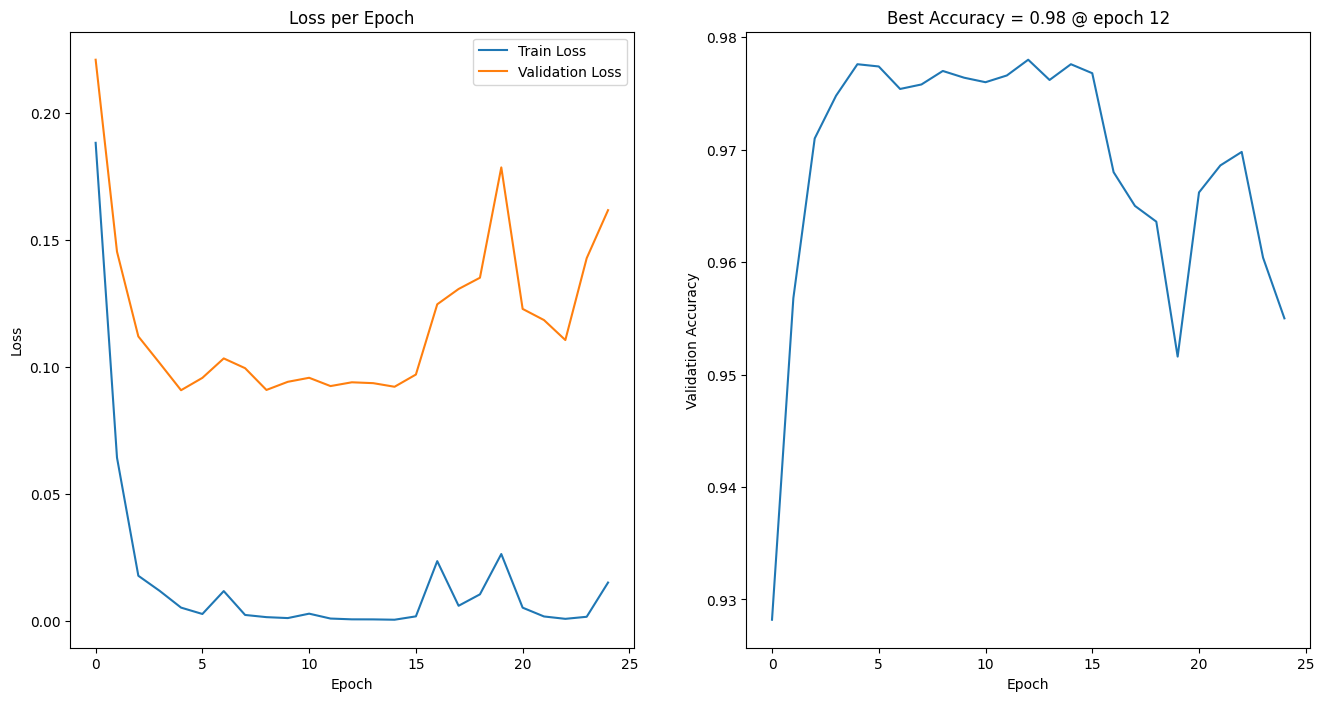 Loss per Epoch
Train Loss
Validation Loss
0.20
0.15
0.10
0.05
0.00
Loss
0
5
10
15
20
25
Epoch
Best Accuracy = 0.98 @ epoch 12
0.98
0.97
0.96
0.95
0.94
0.93
Validation Accuracy
0
5
10
15
20
25
Epoch